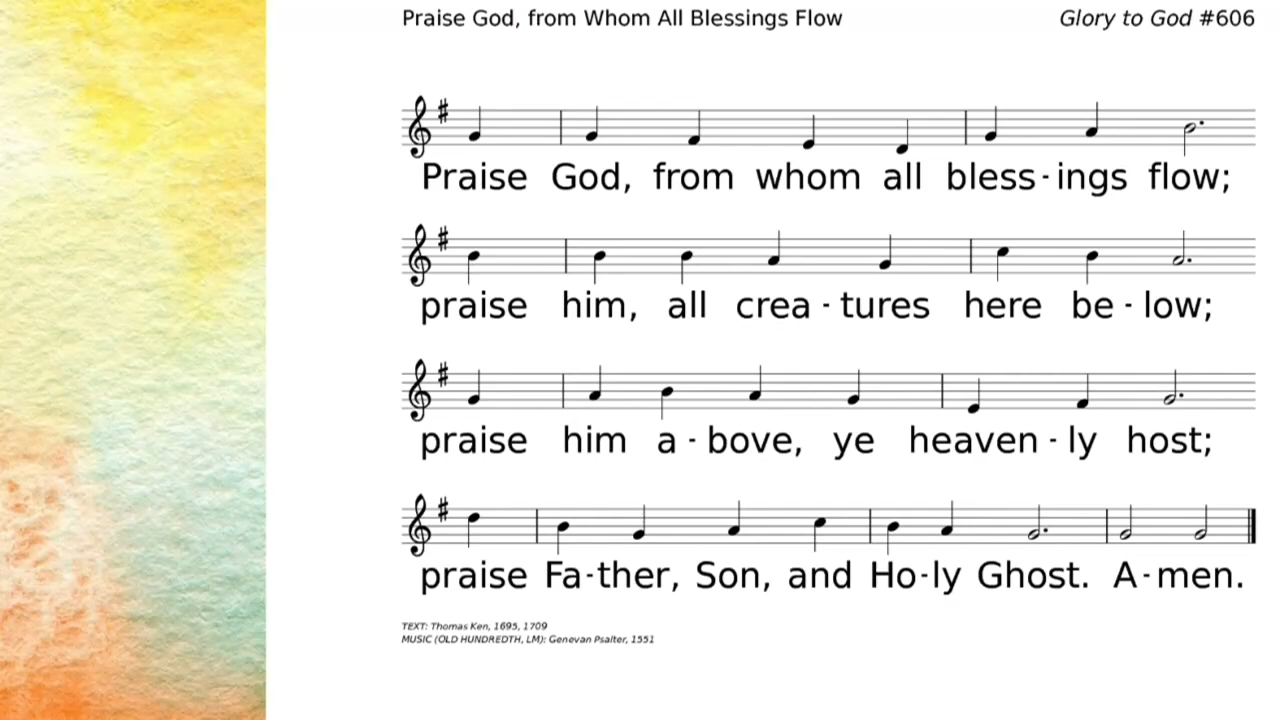 Praise God, from Whom All Blessings Flow
Glory to God #606
Praise God, from whom all bless-ings flow;
praise him, all crea-tures here be-low;
praise him a-bove, ye heaven-ly host;
praise Fa-ther, Son, and Ho-ly Ghost. A-men.
TEXT: Thomas Ken, 1695, 1709
MUSIC (OLD HUNDREDTH, LM): Genevan Psalter, 1551